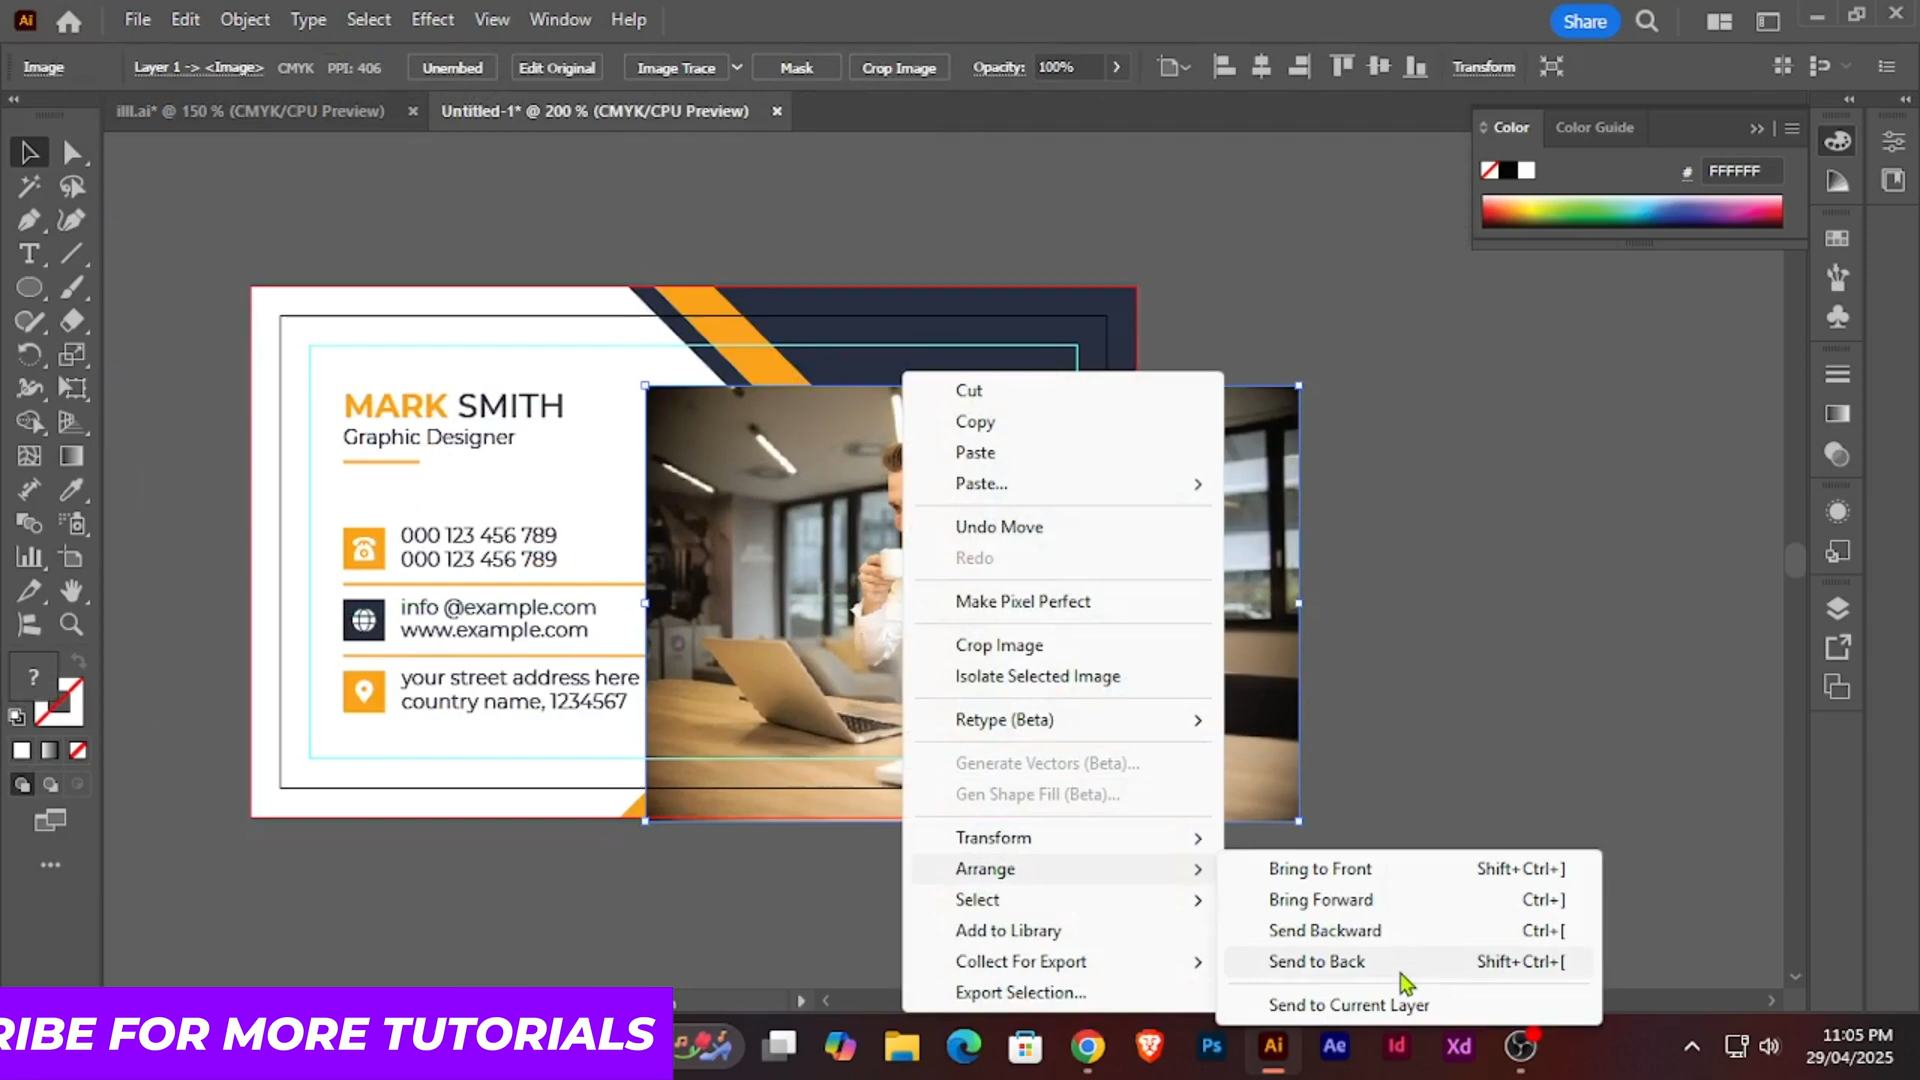 Ai File Edit Object Type Select Effect View Window Help Share
Image Layer 1 -> <Image> CMYK PPI: 406 Unembed Edit Original Image Trace Mask Crop Image Opacity: 100% Transform
illl.ai* @ 150 % (CMYK/CPU Preview) × Untitled-1* @ 200 % (CMYK/CPU Preview) ×
Color Color Guide
# FFFFFF
MARK SMITH
Graphic Designer
000 123 456 789
000 123 456 789
info @example.com
www.example.com
your street address here
country name, 1234567
?
Cut
Copy
Paste
Paste...
Undo Move
Redo
Make Pixel Perfect
Crop Image
Isolate Selected Image
Retype (Beta)
Generate Vectors (Beta)...
Gen Shape Fill (Beta)...
Transform
Arrange
Select
Add to Library
Collect For Export
Export Selection...
Bring to Front Shift+Ctrl+]
Bring Forward Ctrl+]
Send Backward Ctrl+[
Send to Back Shift+Ctrl+[
Send to Current Layer
RIBE FOR MORE TUTORIALS
Ps Ai Ae Id Xd
11:05 PM
29/04/2025